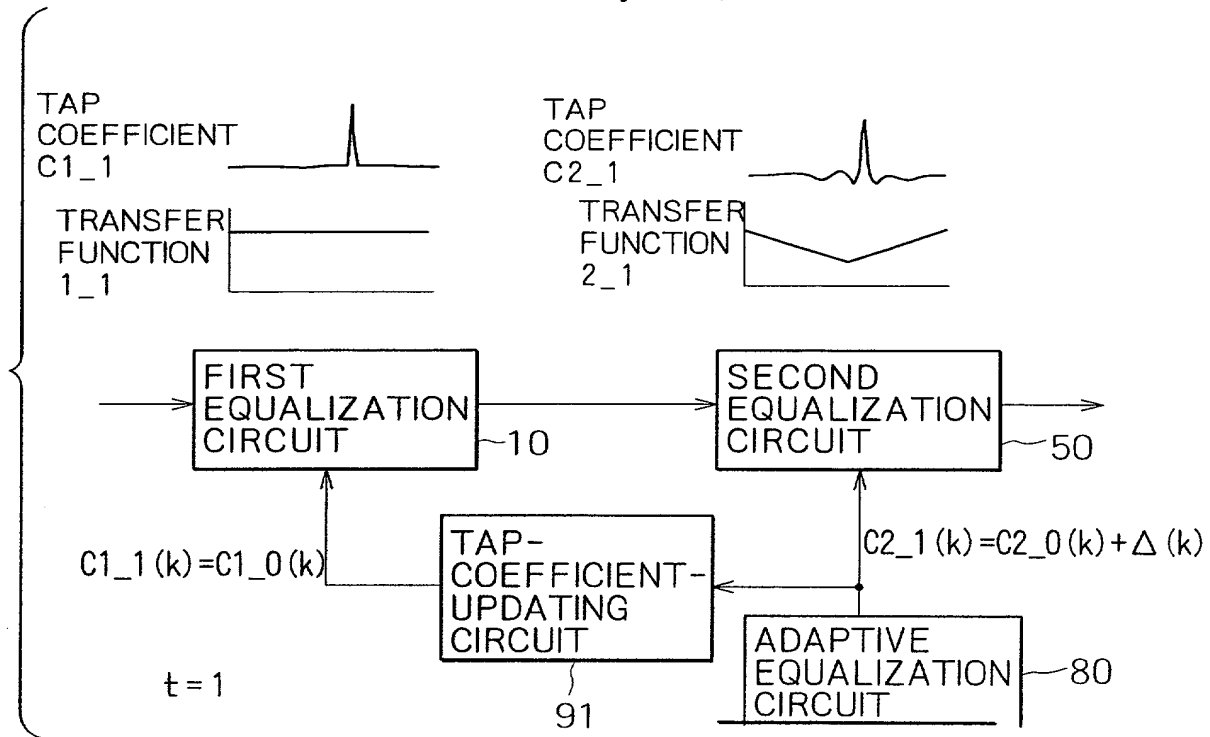 TAP
COEFFICIENT
C1_1
TRANSFER
FUNCTION
1_1
TAP
COEFFICIENT
C2_1
TRANSFER
FUNCTION
2_1
FIRST
EQUALIZATION
CIRCUIT
10
SECOND
EQUALIZATION
CIRCUIT
50
C1_1(k)=C1_0(k)
TAP-
COEFFICIENT-
UPDATING
CIRCUIT
91
C2_1(k)=C2_0(k)+Δ(k)
ADAPTIVE
EQUALIZATION
CIRCUIT
80
t=1